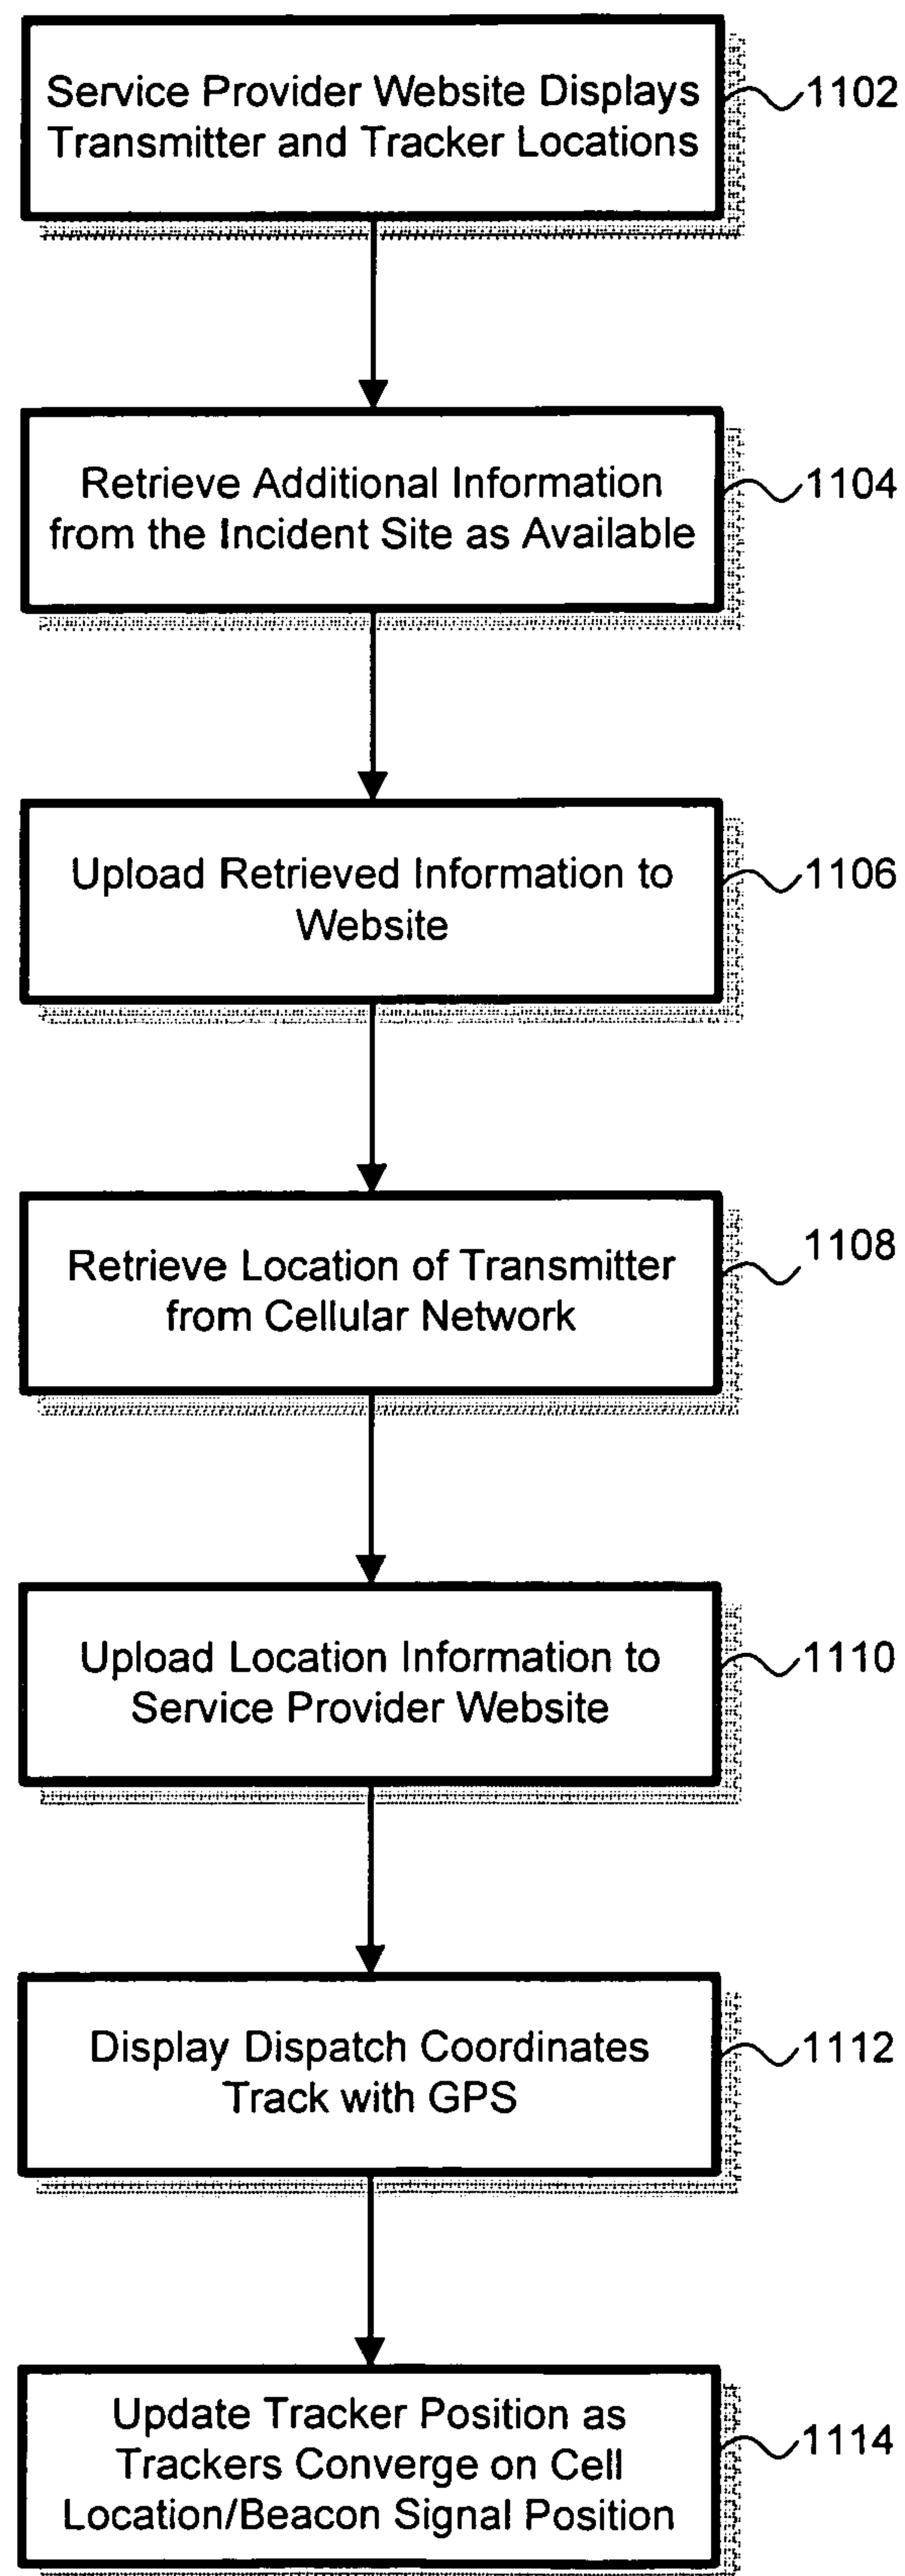 Service Provider Website Displays
Transmitter and Tracker Locations
1102
Retrieve Additional Information
from the Incident Site as Available
1104
Upload Retrieved Information to
Website
1106
Retrieve Location of Transmitter
from Cellular Network
1108
Upload Location Information to
Service Provider Website
1110
Display Dispatch Coordinates
Track with GPS
1112
Update Tracker Position as
Trackers Converge on Cell
Location/Beacon Signal Position
1114